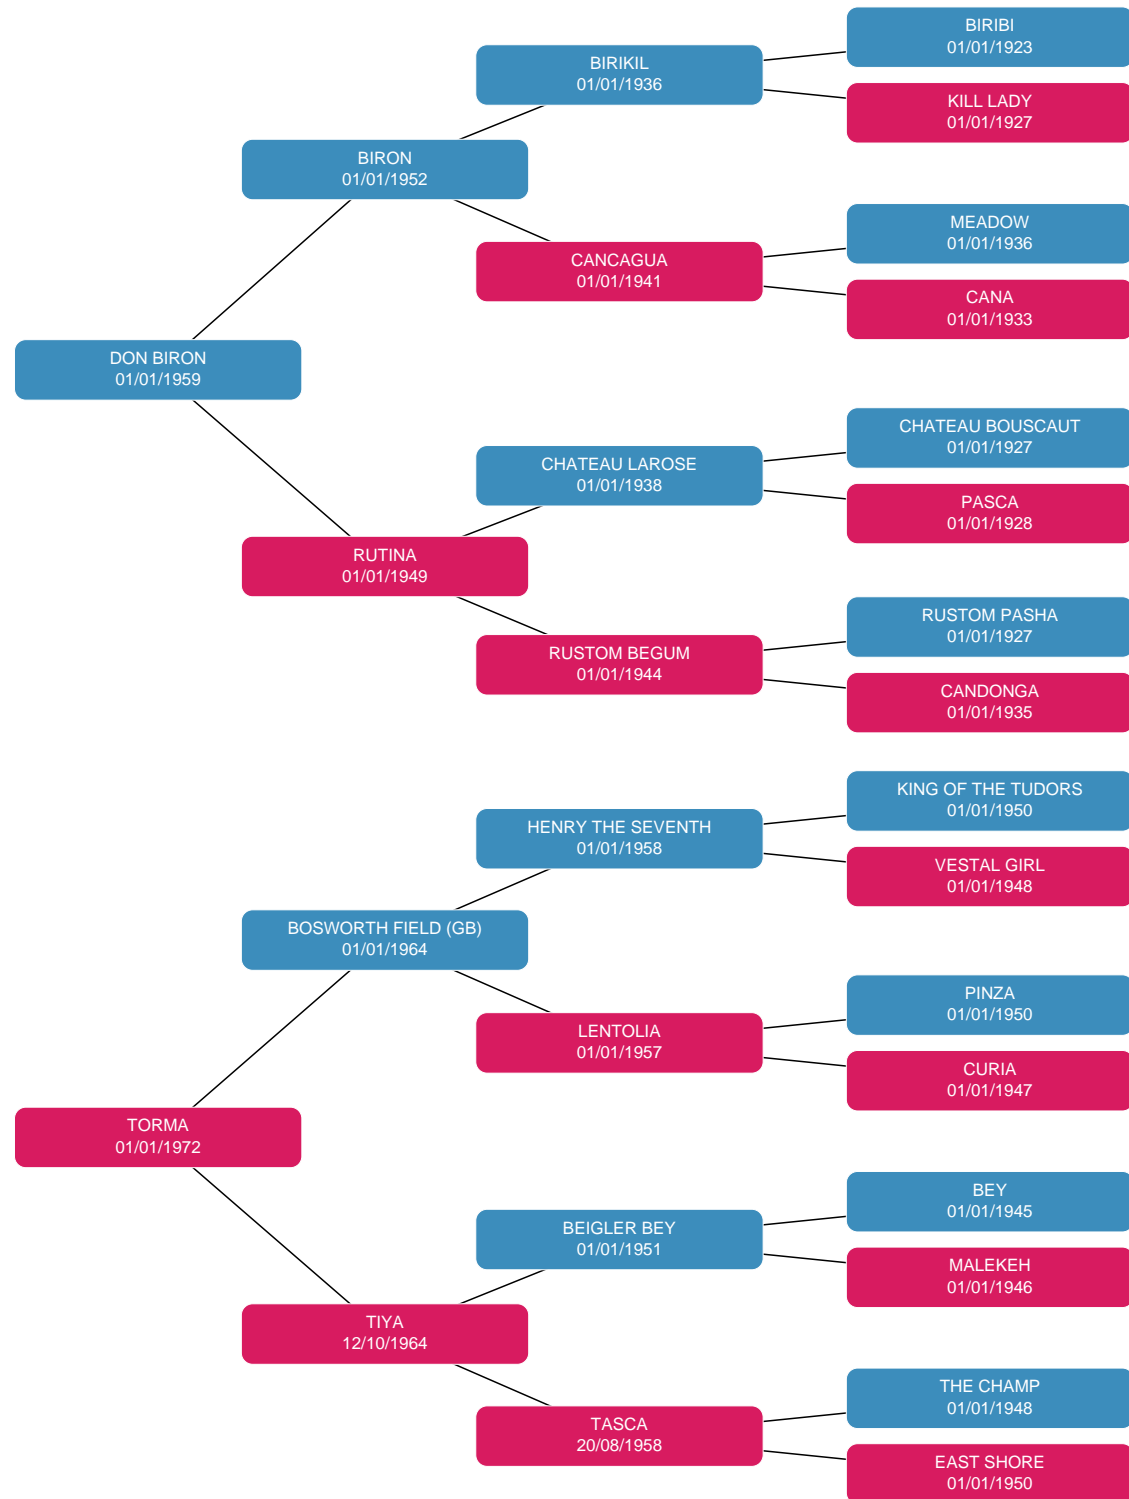 BIRIBI
01/01/1923
BIRIKIL
01/01/1936
KILL LADY
01/01/1927
BIRON
01/01/1952
MEADOW
01/01/1936
CANCAGUA
01/01/1941
CANA
01/01/1933
DON BIRON
01/01/1959
CHATEAU BOUSCAUT
01/01/1927
CHATEAU LAROSE
01/01/1938
PASCA
01/01/1928
RUTINA
01/01/1949
RUSTOM PASHA
01/01/1927
RUSTOM BEGUM
01/01/1944
CANDONGA
01/01/1935
KING OF THE TUDORS
01/01/1950
HENRY THE SEVENTH
01/01/1958
VESTAL GIRL
01/01/1948
BOSWORTH FIELD (GB)
01/01/1964
PINZA
01/01/1950
LENTOLIA
01/01/1957
CURIA
01/01/1947
TORMA
01/01/1972
BEY
01/01/1945
BEIGLER BEY
01/01/1951
MALEKEH
01/01/1946
TIYA
12/10/1964
THE CHAMP
01/01/1948
TASCA
20/08/1958
EAST SHORE
01/01/1950